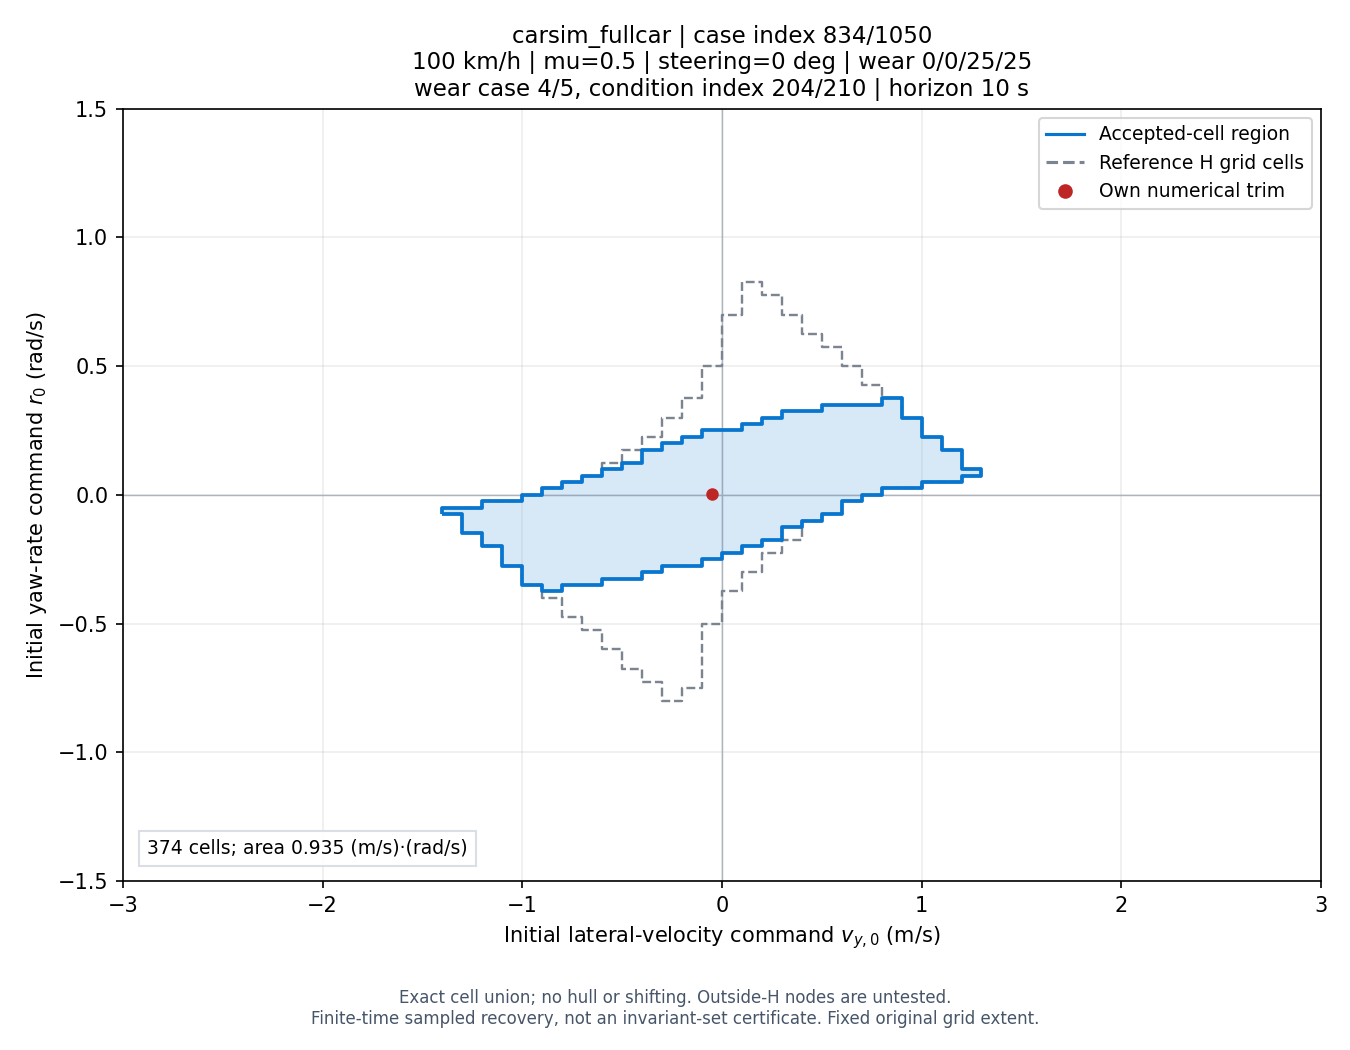 carsim_fullcar | case index 834/1050
100 km/h | mu=0.5 | steering=0 deg | wear 0/0/25/25
wear case 4/5, condition index 204/210 | horizon 10 s
Accepted-cell region
Reference H grid cells
Own numerical trim
1.5
1.0
0.5
0.0
−0.5
−1.0
−1.5
Initial yaw-rate command r₀ (rad/s)
374 cells; area 0.935 (m/s)·(rad/s)
−3
−2
−1
0
1
2
3
Initial lateral-velocity command v_{y,0} (m/s)
Exact cell union; no hull or shifting. Outside-H nodes are untested.
Finite-time sampled recovery, not an invariant-set certificate. Fixed original grid extent.